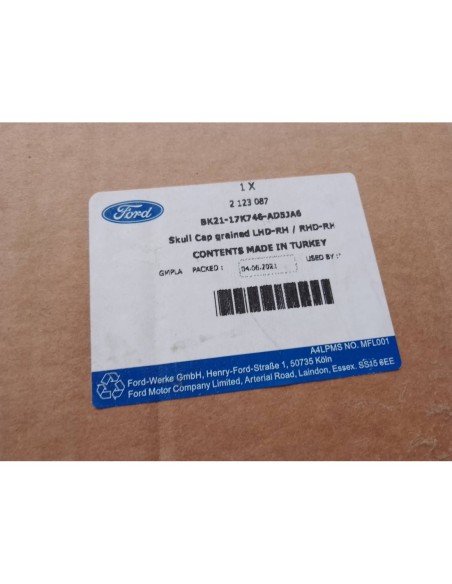 1 X
Ford
2 123 087
BK21-17K746-AD5JA6
Skull Cap grained LHD-RH / RHD-RH
CONTENTS MADE IN TURKEY
GMPLA PACKED : 04.06.2021 USED BY :*
A4LPMS NO. MFL001
Ford-Werke GmbH, Henry-Ford-Straße 1, 50735 Köln
Ford Motor Company Limited, Arterial Road, Laindon, Essex. SS15 6EE